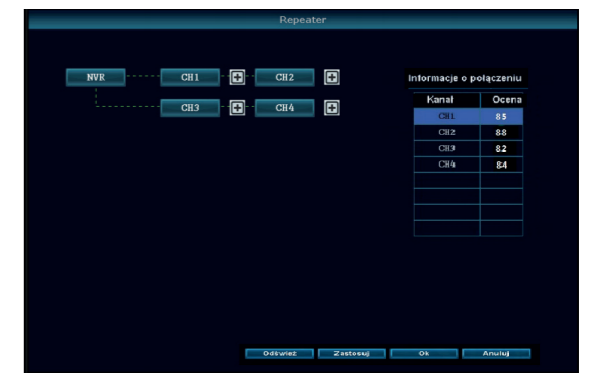 Repeater
NVR CH1 CH2
CH3 CH4
Informacje o połączeniu
Kanał Ocena
CH1 85
CH2 88
CH3 82
CH4 84
Odśwież Zastosuj Ok Anuluj